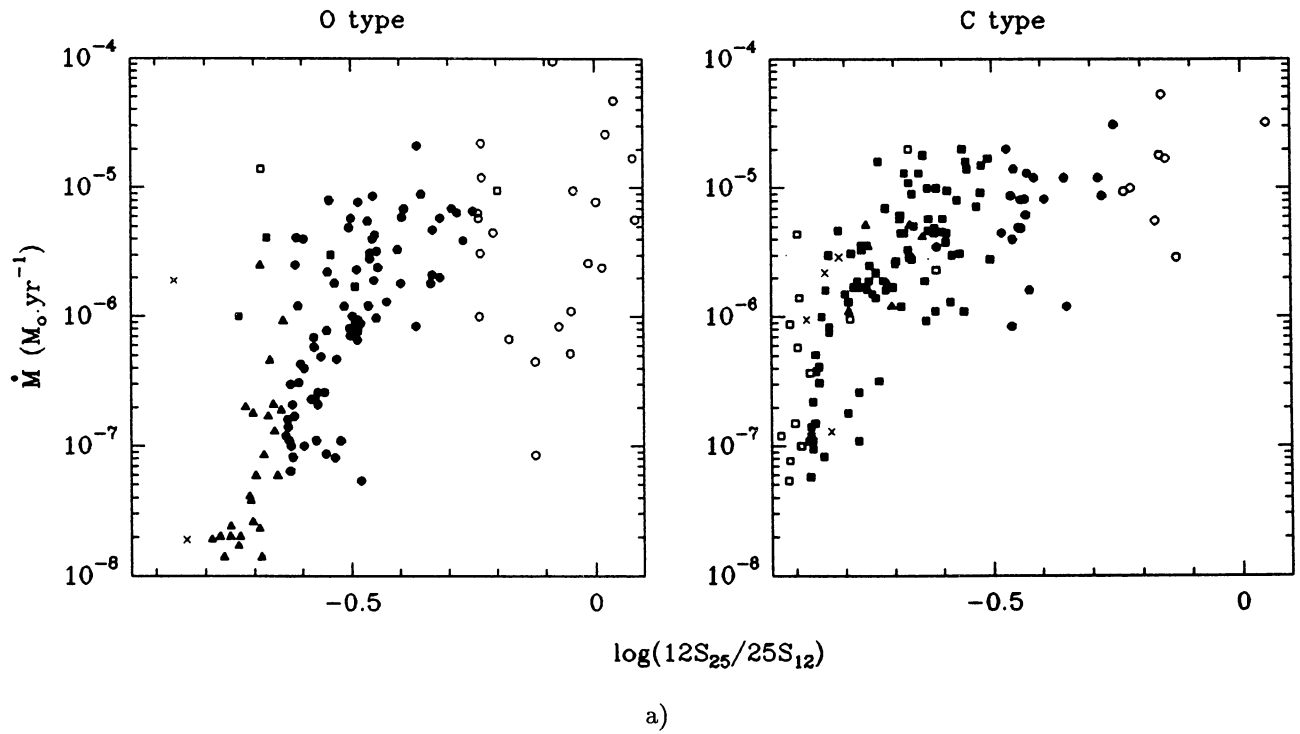 O type
C type
10⁻⁴
10⁻⁵
10⁻⁶
10⁻⁷
10⁻⁸
Ṁ (M₀.yr⁻¹)
−0.5
0
10⁻⁴
10⁻⁵
10⁻⁶
10⁻⁷
10⁻⁸
−0.5
0
log(12S₂₅/25S₁₂)
a)